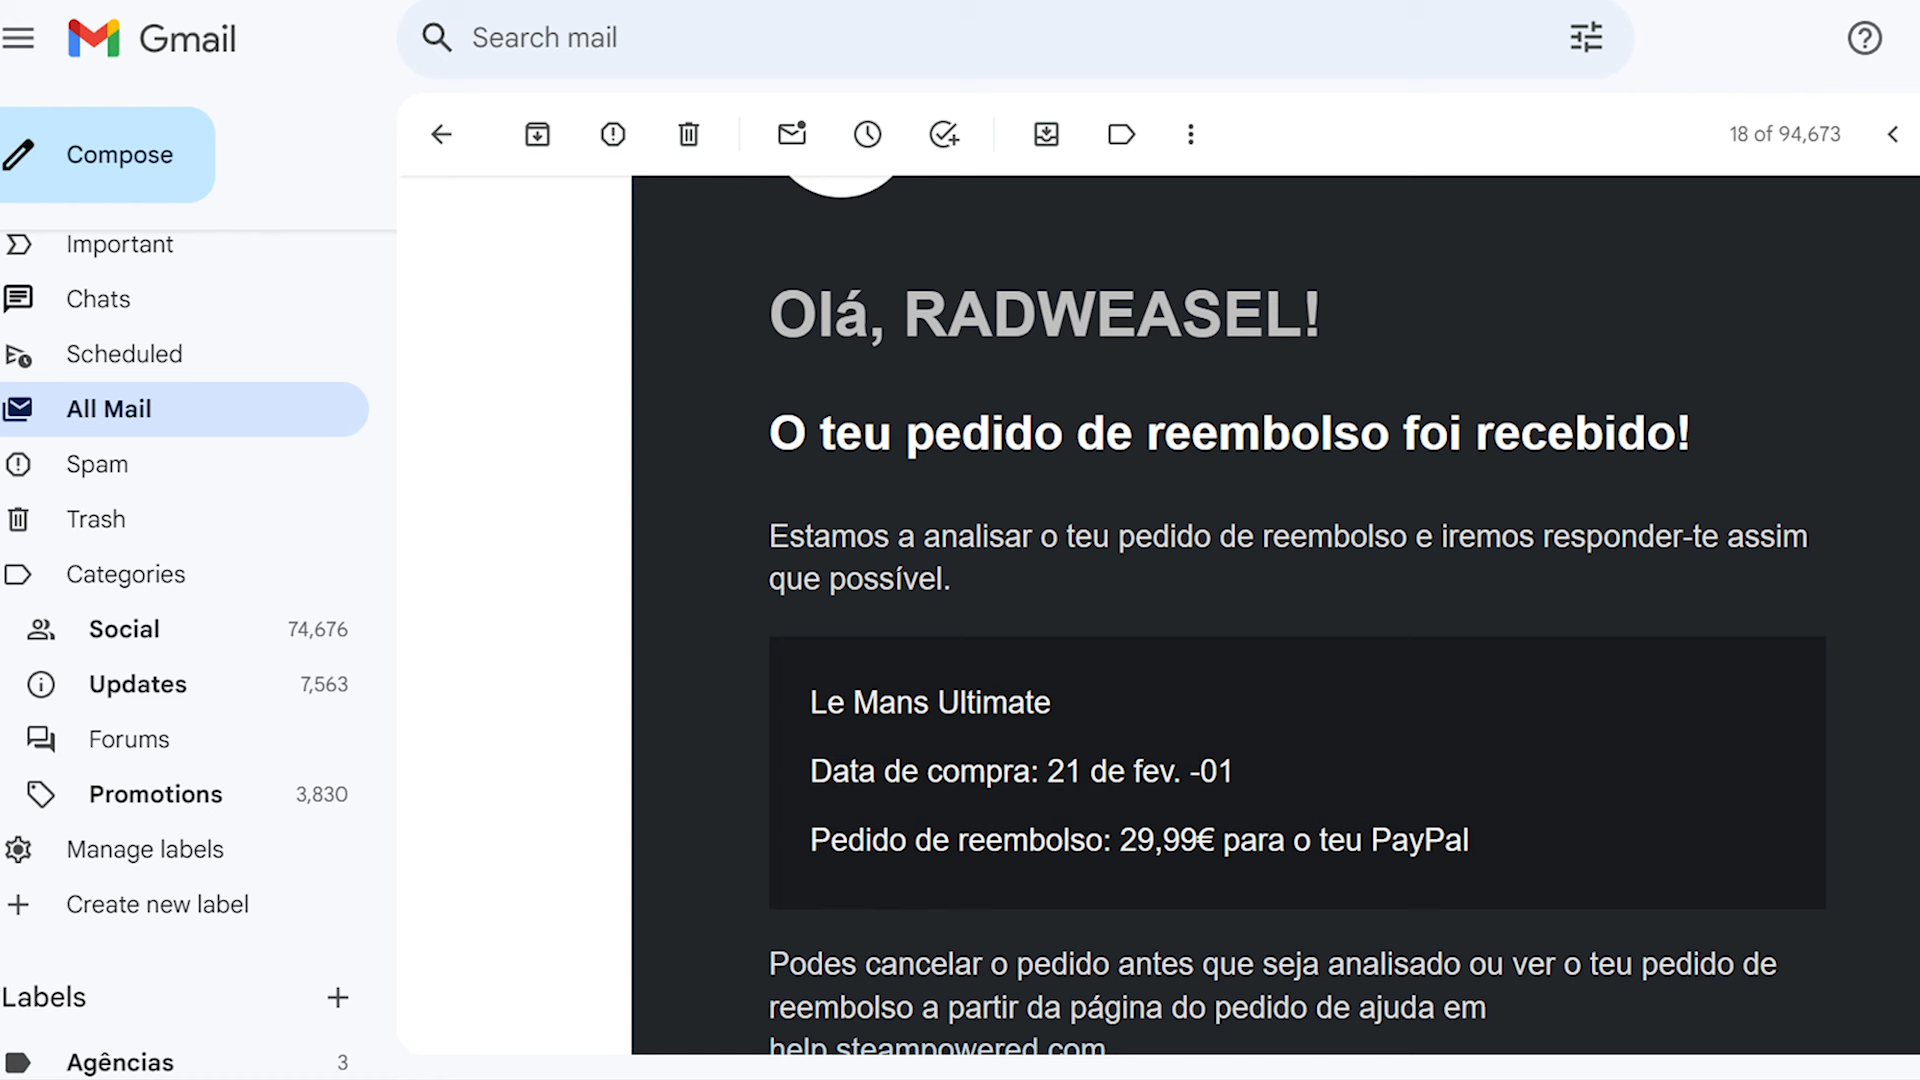 Gmail
Search mail
Compose
18 of 94,673
Important
Chats
Scheduled
All Mail
Spam
Trash
Categories
Social 74,676
Updates 7,563
Forums
Promotions 3,830
Manage labels
Create new label
Labels
Agências 3
Olá, RADWEASEL!
O teu pedido de reembolso foi recebido!
Estamos a analisar o teu pedido de reembolso e iremos responder-te assim
que possível.
Le Mans Ultimate
Data de compra: 21 de fev. -01
Pedido de reembolso: 29,99€ para o teu PayPal
Podes cancelar o pedido antes que seja analisado ou ver o teu pedido de
reembolso a partir da página do pedido de ajuda em
help.steampowered.com